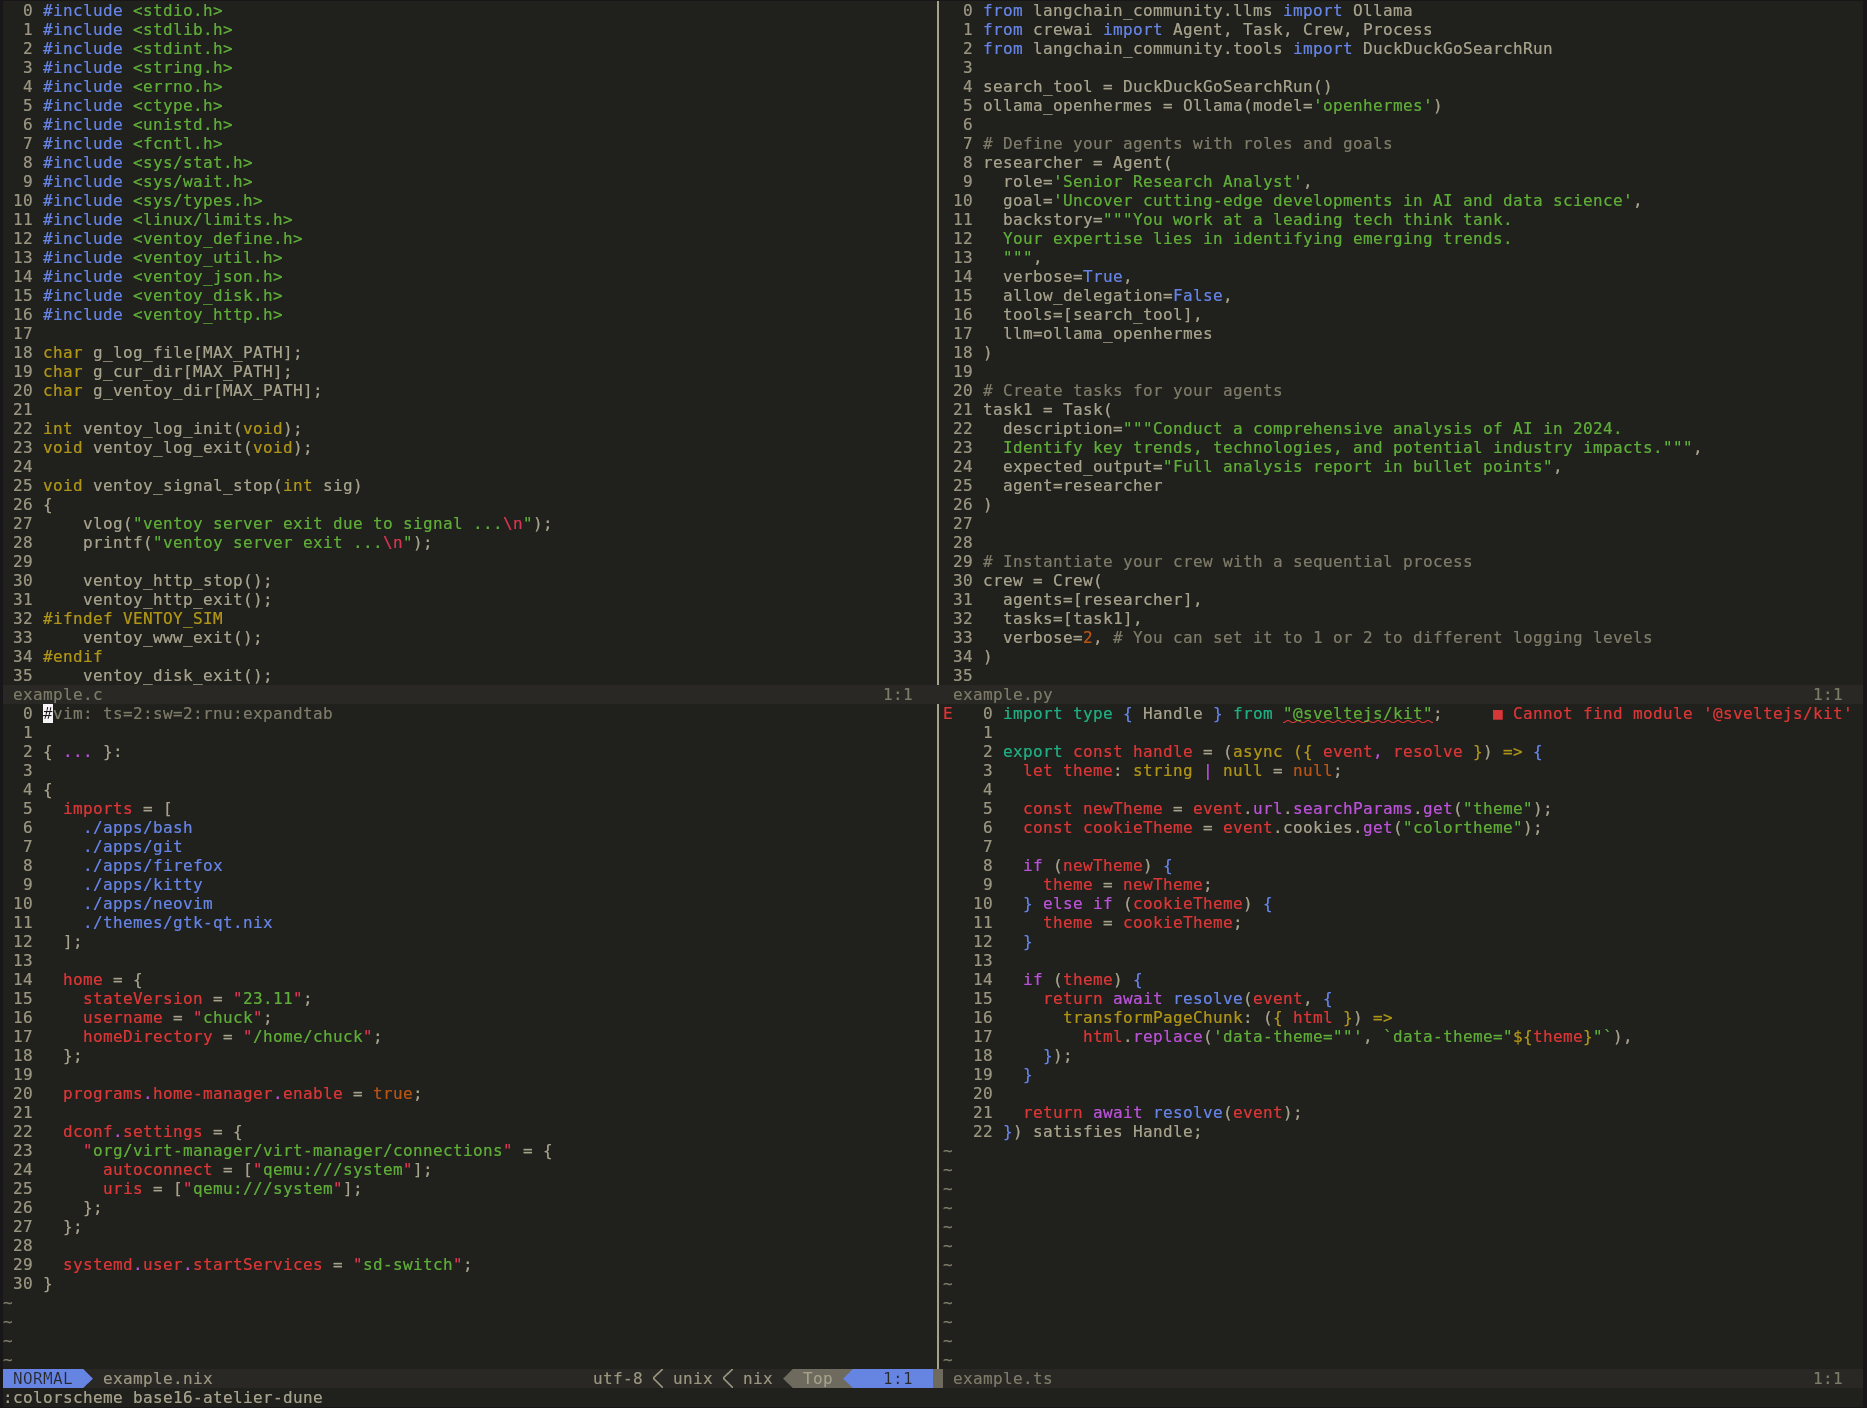 0 #include <stdio.h>
1 #include <stdlib.h>
2 #include <stdint.h>
3 #include <string.h>
4 #include <errno.h>
5 #include <ctype.h>
6 #include <unistd.h>
7 #include <fcntl.h>
8 #include <sys/stat.h>
9 #include <sys/wait.h>
10 #include <sys/types.h>
11 #include <linux/limits.h>
12 #include <ventoy_define.h>
13 #include <ventoy_util.h>
14 #include <ventoy_json.h>
15 #include <ventoy_disk.h>
16 #include <ventoy_http.h>
17
18 char g_log_file[MAX_PATH];
19 char g_cur_dir[MAX_PATH];
20 char g_ventoy_dir[MAX_PATH];
21
22 int ventoy_log_init(void);
23 void ventoy_log_exit(void);
24
25 void ventoy_signal_stop(int sig)
26 {
27     vlog("ventoy server exit due to signal ...\n");
28     printf("ventoy server exit ...\n");
29
30     ventoy_http_stop();
31     ventoy_http_exit();
32 #ifndef VENTOY_SIM
33     ventoy_www_exit();
34 #endif
35     ventoy_disk_exit();
example.c 1:1
0 from langchain_community.llms import Ollama
1 from crewai import Agent, Task, Crew, Process
2 from langchain_community.tools import DuckDuckGoSearchRun
3
4 search_tool = DuckDuckGoSearchRun()
5 ollama_openhermes = Ollama(model='openhermes')
6
7 # Define your agents with roles and goals
8 researcher = Agent(
9   role='Senior Research Analyst',
10   goal='Uncover cutting-edge developments in AI and data science',
11   backstory="""You work at a leading tech think tank.
12   Your expertise lies in identifying emerging trends.
13   """,
14   verbose=True,
15   allow_delegation=False,
16   tools=[search_tool],
17   llm=ollama_openhermes
18 )
19
20 # Create tasks for your agents
21 task1 = Task(
22   description="""Conduct a comprehensive analysis of AI in 2024.
23   Identify key trends, technologies, and potential industry impacts.""",
24   expected_output="Full analysis report in bullet points",
25   agent=researcher
26 )
27
28
29 # Instantiate your crew with a sequential process
30 crew = Crew(
31   agents=[researcher],
32   tasks=[task1],
33   verbose=2, # You can set it to 1 or 2 to different logging levels
34 )
35
example.py 1:1
0 #vim: ts=2:sw=2:rnu:expandtab
1
2 { ... }:
3
4 {
5   imports = [
6     ./apps/bash
7     ./apps/git
8     ./apps/firefox
9     ./apps/kitty
10     ./apps/neovim
11     ./themes/gtk-qt.nix
12   ];
13
14   home = {
15     stateVersion = "23.11";
16     username = "chuck";
17     homeDirectory = "/home/chuck";
18   };
19
20   programs.home-manager.enable = true;
21
22   dconf.settings = {
23     "org/virt-manager/virt-manager/connections" = {
24       autoconnect = ["qemu:///system"];
25       uris = ["qemu:///system"];
26     };
27   };
28
29   systemd.user.startServices = "sd-switch";
30 }
~
~
~
~
NORMAL example.nix utf-8 unix nix Top 1:1
E 0 import type { Handle } from "@sveltejs/kit";     ■ Cannot find module '@sveltejs/kit'
1
2 export const handle = (async ({ event, resolve }) => {
3   let theme: string | null = null;
4
5   const newTheme = event.url.searchParams.get("theme");
6   const cookieTheme = event.cookies.get("colortheme");
7
8   if (newTheme) {
9     theme = newTheme;
10   } else if (cookieTheme) {
11     theme = cookieTheme;
12   }
13
14   if (theme) {
15     return await resolve(event, {
16       transformPageChunk: ({ html }) =>
17         html.replace('data-theme=""', `data-theme="${theme}"`),
18     });
19   }
20
21   return await resolve(event);
22 }) satisfies Handle;
~
~
~
~
~
~
~
~
~
~
~
~
example.ts 1:1
:colorscheme base16-atelier-dune